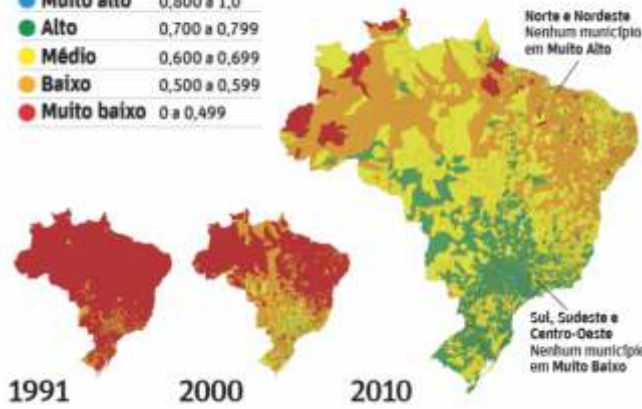 Muito alto 0,800 a 1,0
Alto 0,700 a 0,799
Médio 0,600 a 0,699
Baixo 0,500 a 0,599
Muito baixo 0 a 0,499
Norte e Nordeste
Nenhum município
em Muito Alto
Sul, Sudeste e
Centro-Oeste
Nenhum município
em Muito Baixo
1991
2000
2010